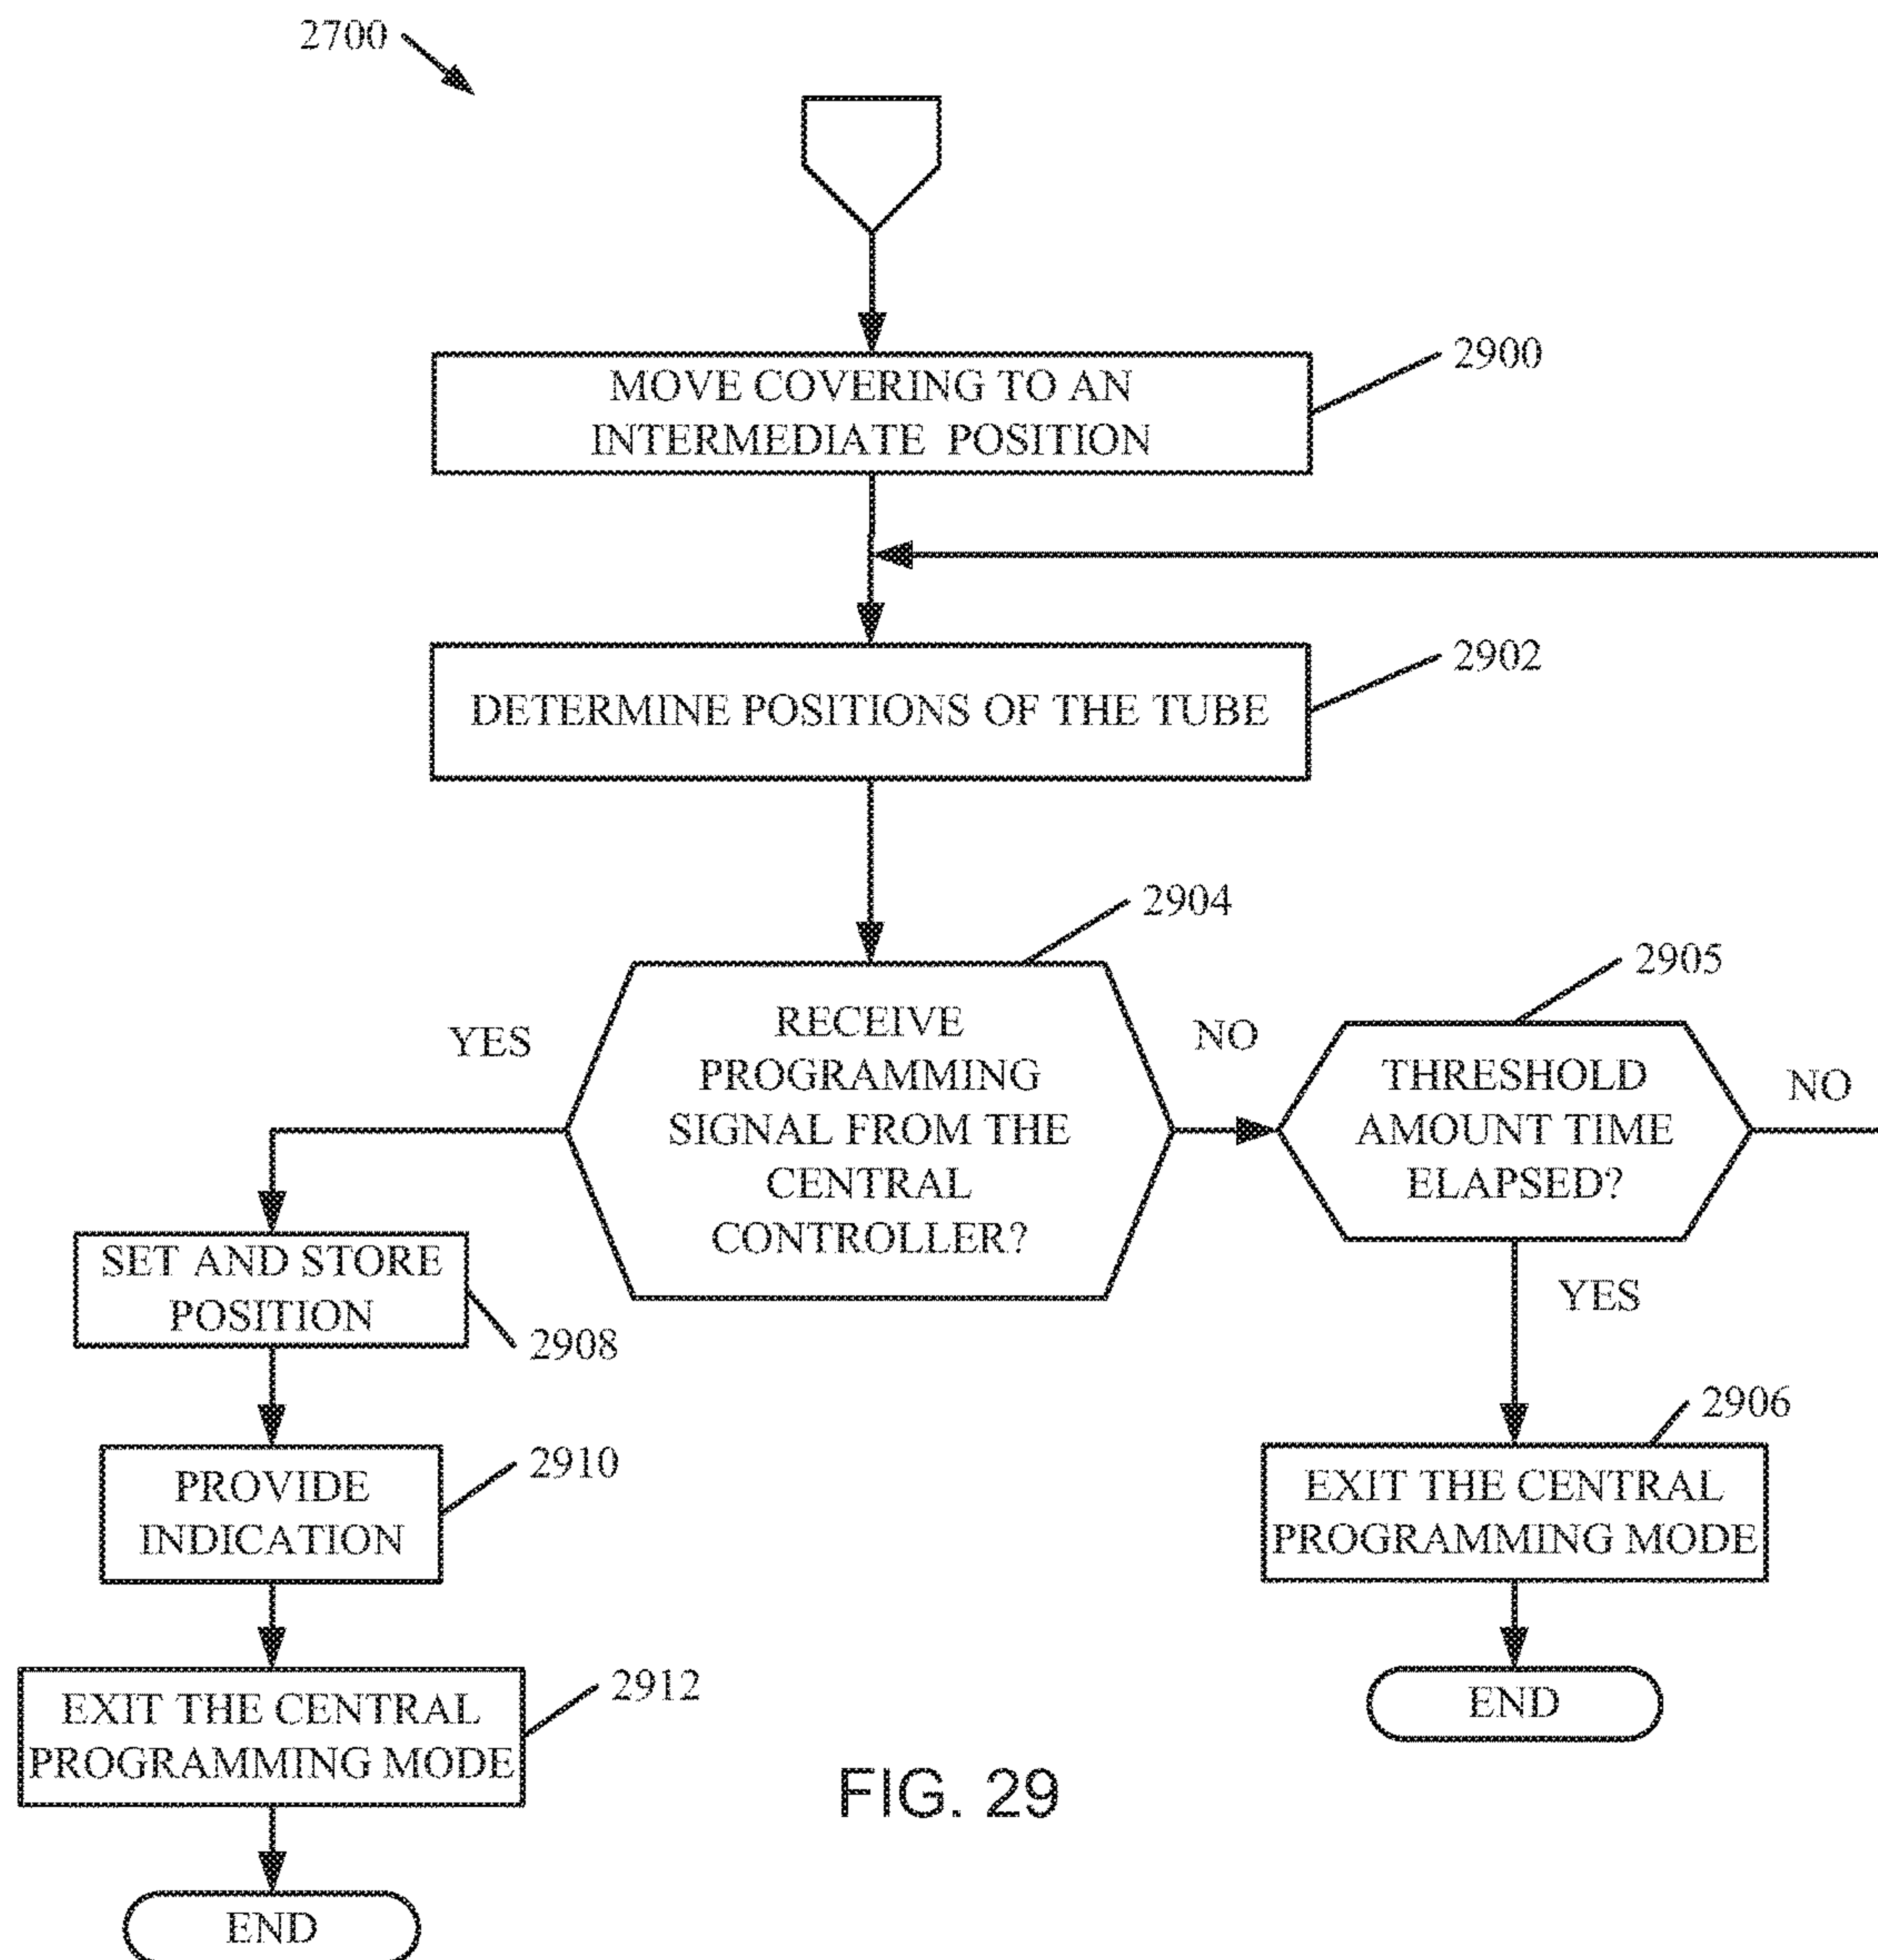 2700
MOVE COVERING TO AN
INTERMEDIATE POSITION
2900
DETERMINE POSITIONS OF THE TUBE
2902
2904
RECEIVE
PROGRAMMING
SIGNAL FROM THE
CENTRAL
CONTROLLER?
YES
NO
2905
THRESHOLD
AMOUNT TIME
ELAPSED?
NO
YES
SET AND STORE
POSITION
2908
PROVIDE
INDICATION
2910
2906
EXIT THE CENTRAL
PROGRAMMING MODE
END
EXIT THE CENTRAL
PROGRAMMING MODE
2912
END
FIG. 29